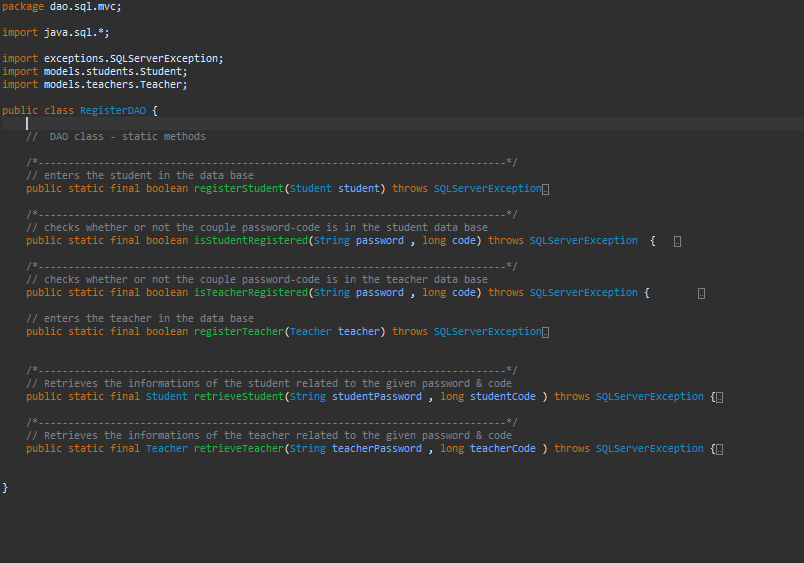 package dao.sql.mvc;
import java.sql.*;
import exceptions.SQLServerException;
import models.students.Student;
import models.teachers.Teacher;
public class RegisterDAO {
// DAO class - static methods
/*------------------------------------------------------------------------------*/
// enters the student in the data base
public static final boolean registerStudent(Student student) throws SQLServerException
/*------------------------------------------------------------------------------*/
// checks whether or not the couple password-code is in the student data base
public static final boolean isStudentRegistered(String password , long code) throws SQLServerException {
/*------------------------------------------------------------------------------*/
// checks whether or not the couple password-code is in the teacher data base
public static final boolean isTeacherRegistered(String password , long code) throws SQLServerException {
// enters the teacher in the data base
public static final boolean registerTeacher(Teacher teacher) throws SQLServerException
/*------------------------------------------------------------------------------*/
// Retrieves the informations of the student related to the given password & code
public static final Student retrieveStudent(String studentPassword , long studentCode ) throws SQLServerException {
/*------------------------------------------------------------------------------*/
// Retrieves the informations of the teacher related to the given password & code
public static final Teacher retrieveTeacher(String teacherPassword , long teacherCode ) throws SQLServerException {
}